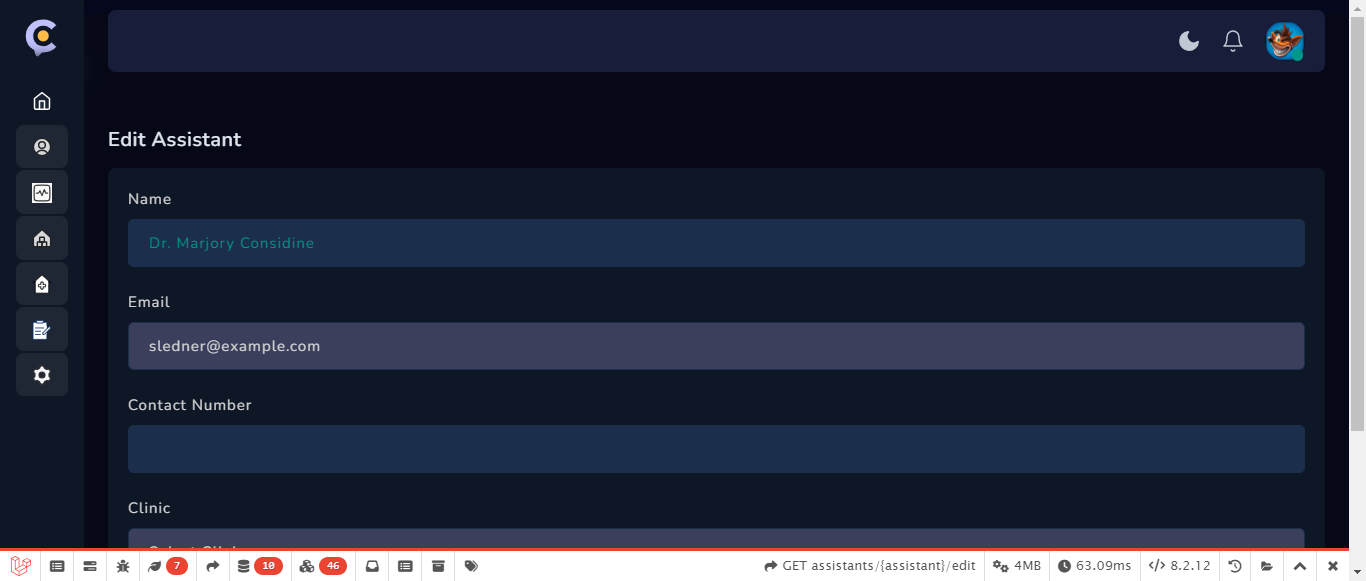 Edit Assistant
Name
Dr. Marjory Considine
Email
sledner@example.com
Contact Number
Clinic
7
10
46
GET assistants/{assistant}/edit
4MB
63.09ms
8.2.12